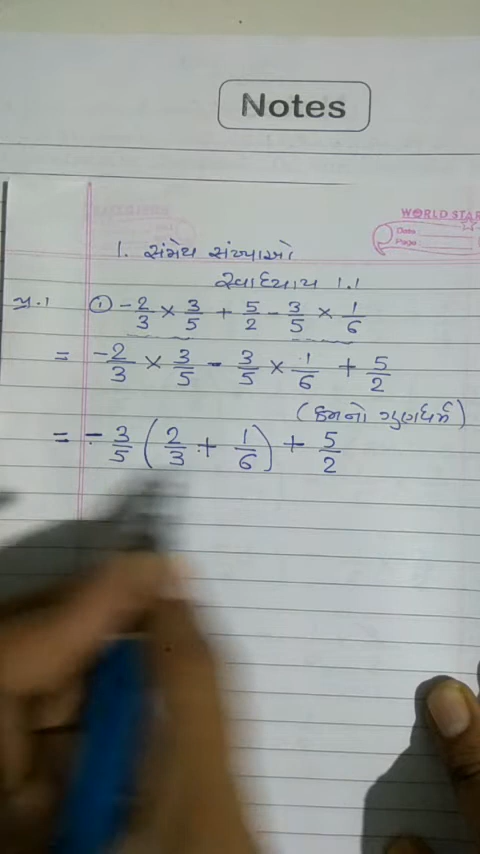 Notes
WORLD STAR
Date
Page
1. સંમેય સંખ્યાઓ
સ્વાધ્યાય 1.1
પ્ર.1 ① -2/3 × 3/5 + 5/2 - 3/5 × 1/6
= -2/3 × 3/5 - 3/5 × 1/6 + 5/2
(ક્રમનો ગુણધર્મ)
= - 3/5 (2/3 + 1/6) + 5/2